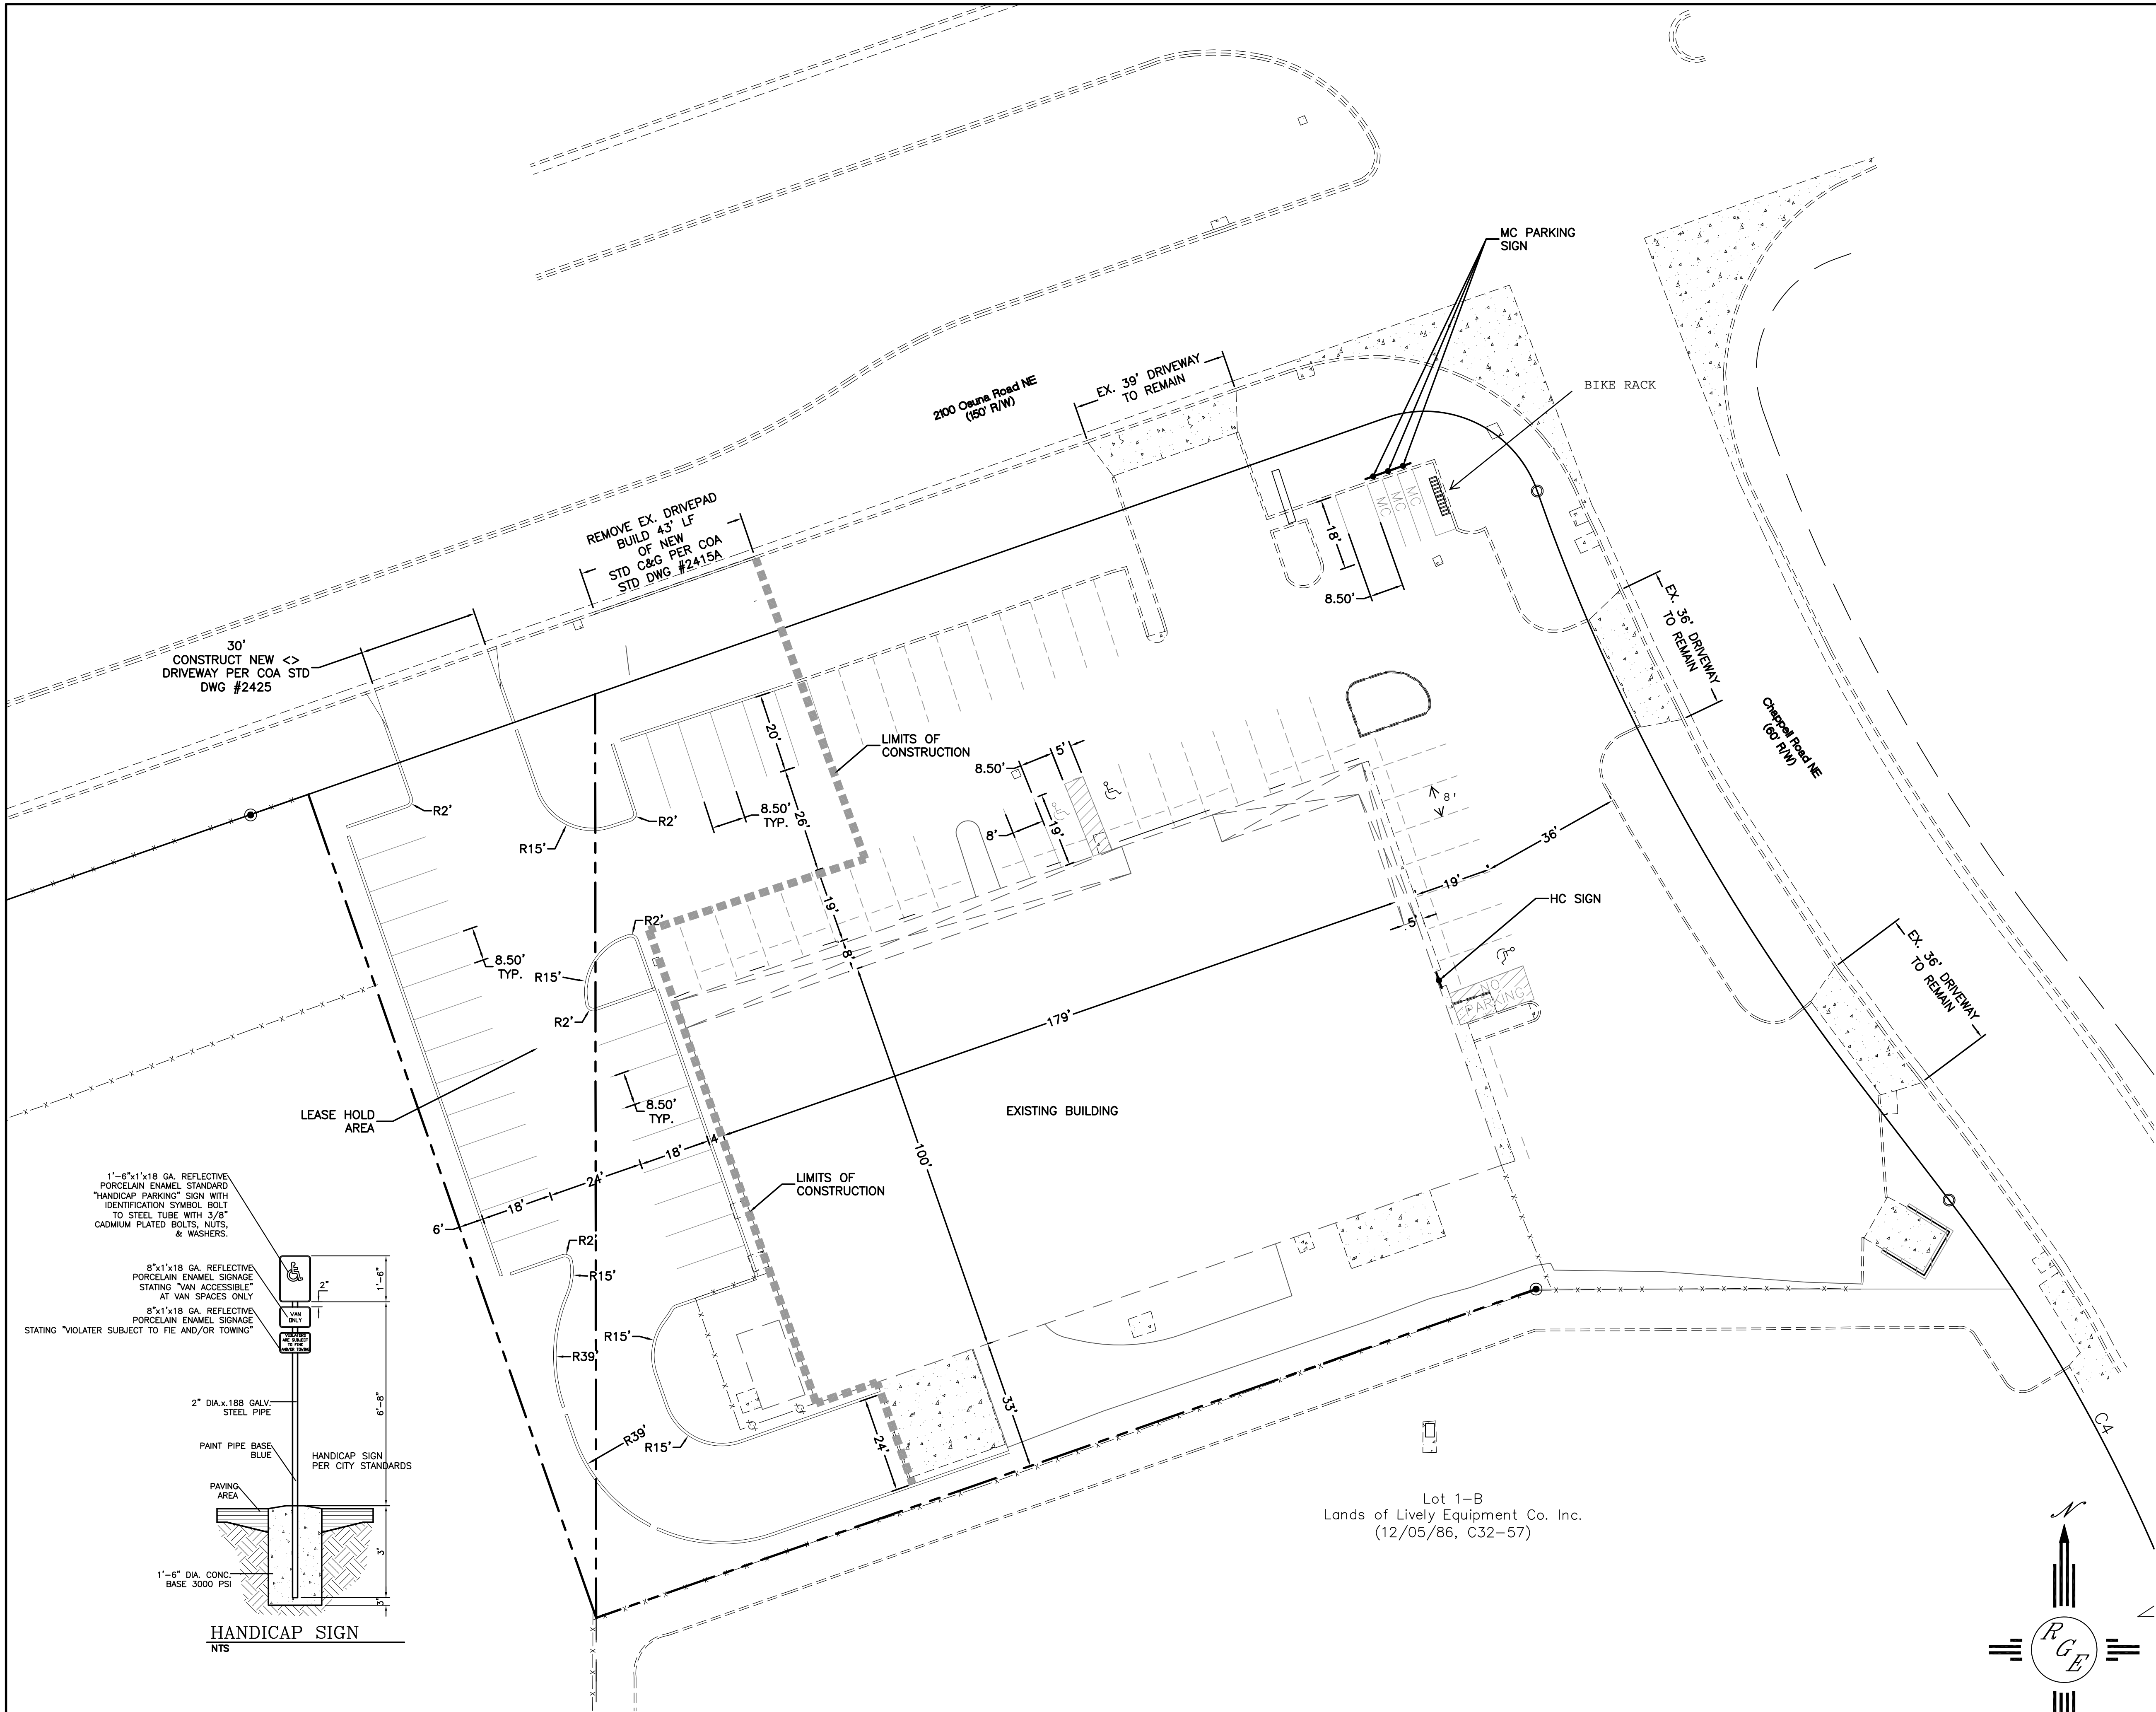 MC PARKING
SIGN
BIKE RACK
2100 Osuna Road NE
(150' R/W)
EX. 39' DRIVEWAY
TO REMAIN
REMOVE EX. DRIVEPAD
BUILD 43' LF
OF NEW
STD C&G PER COA
STD DWG #2415A
30'
CONSTRUCT NEW <>
DRIVEWAY PER COA STD
DWG #2425
MC
MC
MC
18'
8.50'
EX. 36' DRIVEWAY
TO REMAIN
Chappell Road NE
(60' R/W)
LIMITS OF
CONSTRUCTION
20'
8.50'
TYP.
26'
R2'
R15'
R2'
8.50'
5'
8'
19'
8'
36'
19'
5'
HC SIGN
NO
PARKING
EX. 36' DRIVEWAY
TO REMAIN
R2'
19'
8'
8.50'
TYP.
R15'
R2'
179'
8.50'
TYP.
LEASE HOLD
AREA
EXISTING BUILDING
100'
4'
18'
24'
18'
6'
LIMITS OF
CONSTRUCTION
R2'
R15'
R15'
R39'
R39'
R15'
24'
33'
1'-6"x1'x18 GA. REFLECTIVE
PORCELAIN ENAMEL STANDARD
"HANDICAP PARKING" SIGN WITH
IDENTIFICATION SYMBOL BOLT
TO STEEL TUBE WITH 3/8"
CADMIUM PLATED BOLTS, NUTS,
& WASHERS.
8"x1'x18 GA. REFLECTIVE
PORCELAIN ENAMEL SIGNAGE
STATING "VAN ACCESSIBLE"
AT VAN SPACES ONLY
8"x1'x18 GA. REFLECTIVE
PORCELAIN ENAMEL SIGNAGE
STATING "VIOLATER SUBJECT TO FIE AND/OR TOWING"
2"
1'-6"
VAN
ONLY
VIOLATORS
ARE SUBJECT
TO FINE
AND/OR TOWING
2" DIA.x.188 GALV.
STEEL PIPE
6'-8"
PAINT PIPE BASE
BLUE
HANDICAP SIGN
PER CITY STANDARDS
PAVING
AREA
3'
1'-6" DIA. CONC.
BASE 3000 PSI
3"
HANDICAP SIGN
NTS
Lot 1-B
Lands of Lively Equipment Co. Inc.
(12/05/86, C32-57)
C4
N
RGE